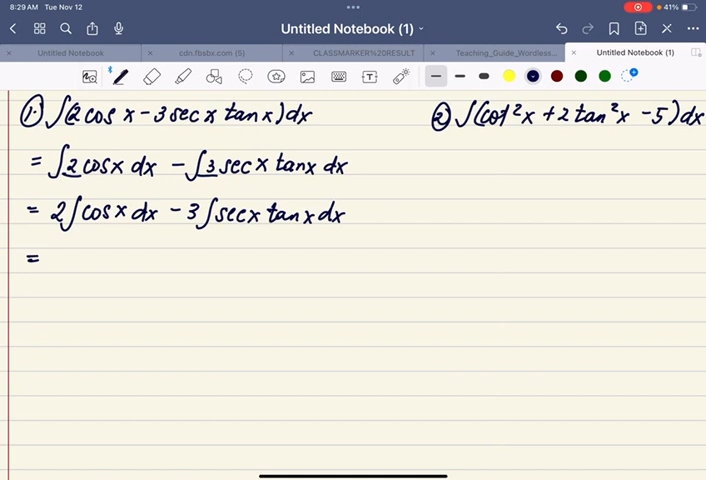 8:29 AM Tue Nov 12
41%
Untitled Notebook (1)
Untitled Notebook
cdn.fbsbx.com (5)
CLASSMARKER%20RESULT
Teaching_Guide_Wordless...
Untitled Notebook (1)
① ∫(2 cos x − 3 sec x tan x) dx
② ∫(cot²x + 2 tan²x − 5) dx
= ∫ 2 cos x dx − ∫ 3 sec x tan x dx
= 2 ∫ cos x dx − 3 ∫ sec x tan x dx
=